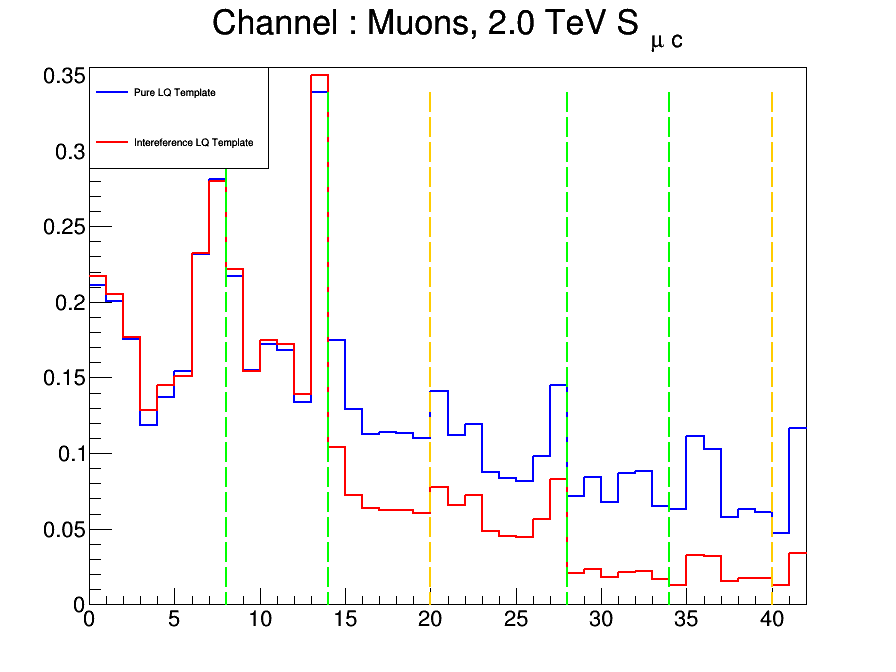 Channel : Muons, 2.0 TeV S μ c
Pure LQ Template
Intereference LQ Template
0.35
0.3
0.25
0.2
0.15
0.1
0.05
0
0 5 10 15 20 25 30 35 40